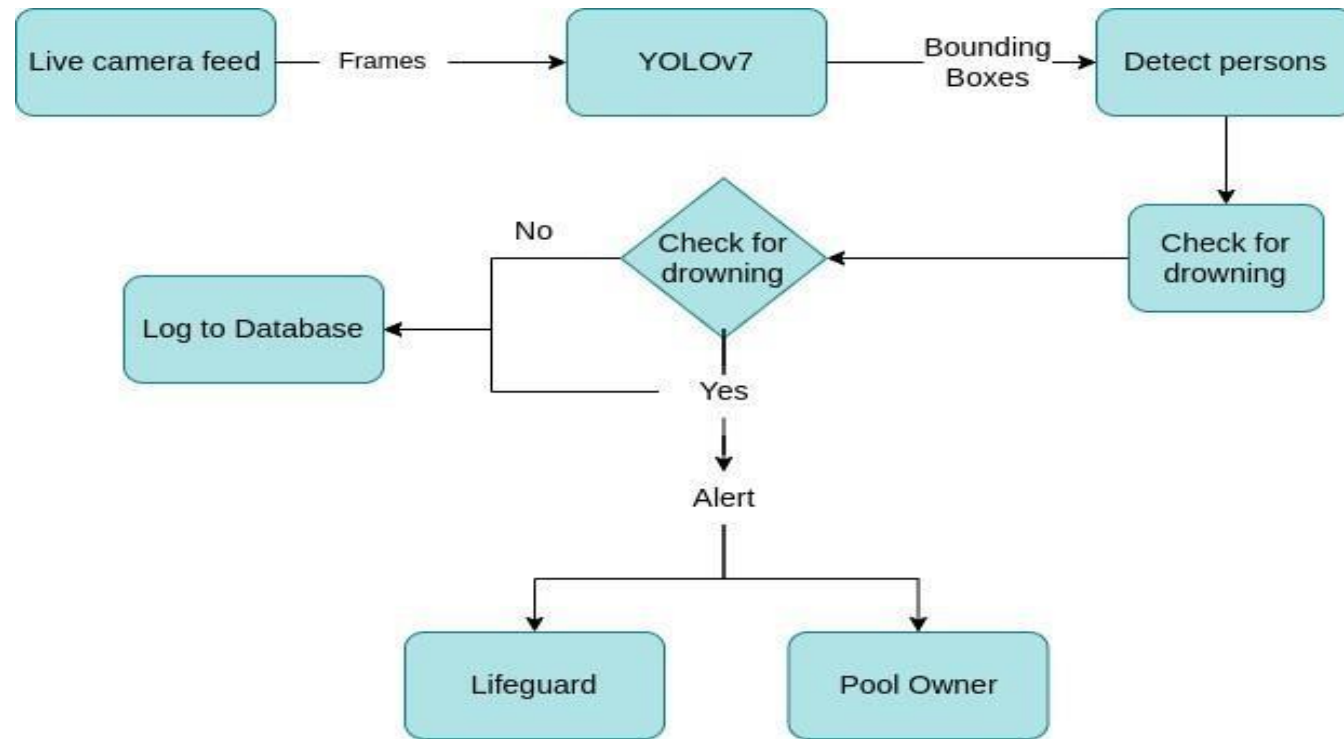 Live camera feed
Frames
YOLOv7
Bounding
Boxes
Detect persons
Check for
drowning
Check for
drowning
No
Log to Database
Yes
Alert
Lifeguard
Pool Owner